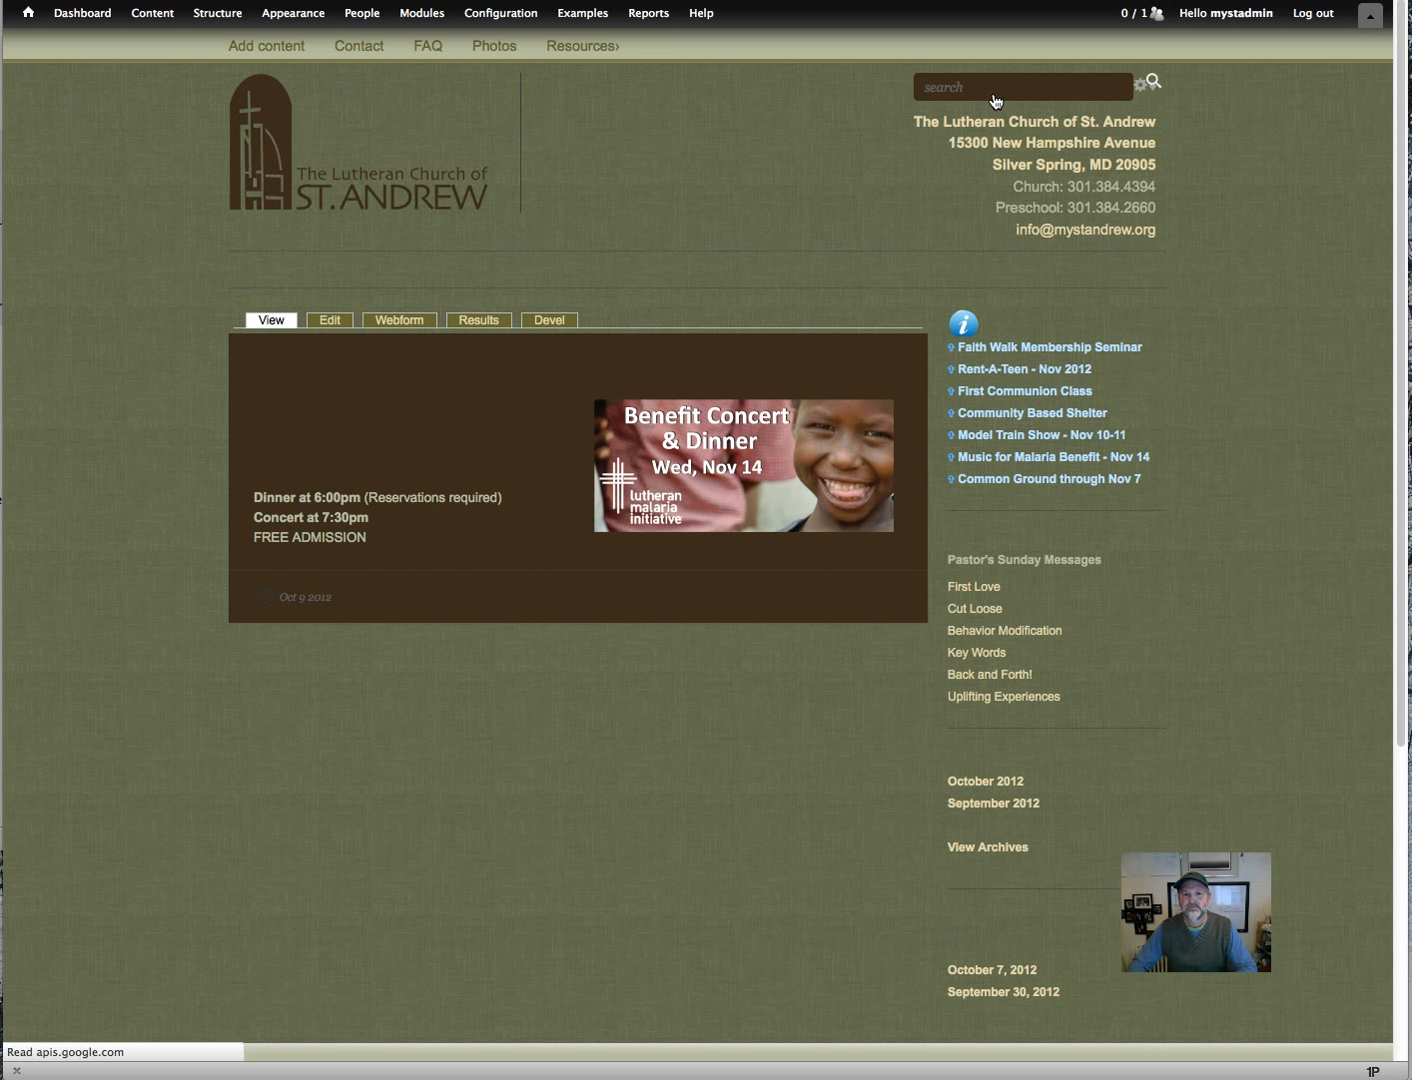 Dashboard Content Structure Appearance People Modules Configuration Examples Reports Help 0 / 1 Hello mystadmin Log out
Add content Contact FAQ Photos Resources›
search
The Lutheran Church of St. Andrew
15300 New Hampshire Avenue
Silver Spring, MD 20905
Church: 301.384.4394
Preschool: 301.384.2660
info@mystandrew.org
The Lutheran Church of
ST. ANDREW
View Edit Webform Results Devel
Benefit Concert
& Dinner
Wed, Nov 14
lutheran
malaria
initiative
Dinner at 6:00pm (Reservations required)
Concert at 7:30pm
FREE ADMISSION
Oct 9 2012
i
Faith Walk Membership Seminar
Rent-A-Teen - Nov 2012
First Communion Class
Community Based Shelter
Model Train Show - Nov 10-11
Music for Malaria Benefit - Nov 14
Common Ground through Nov 7
Pastor's Sunday Messages
First Love
Cut Loose
Behavior Modification
Key Words
Back and Forth!
Uplifting Experiences
October 2012
September 2012
View Archives
October 7, 2012
September 30, 2012
Read apis.google.com
1P